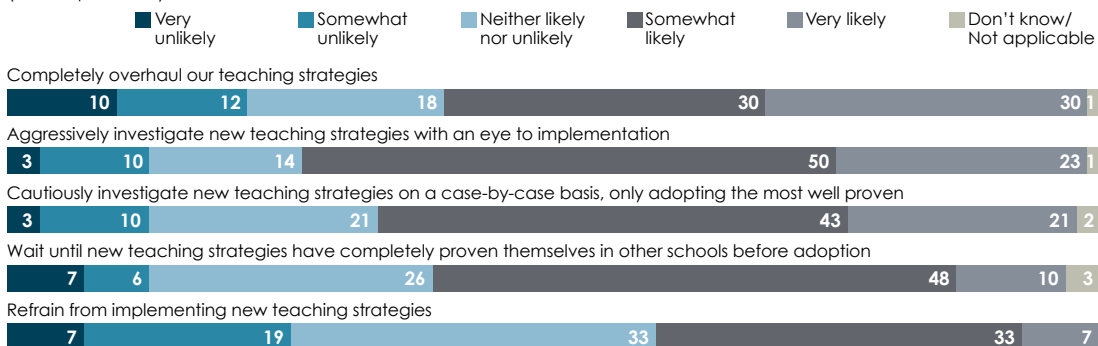 Very unlikely
Somewhat unlikely
Neither likely nor unlikely
Somewhat likely
Very likely
Don't know/ Not applicable
Completely overhaul our teaching strategies
10 12 18 30 30 1
Aggressively investigate new teaching strategies with an eye to implementation
3 10 14 50 23 1
Cautiously investigate new teaching strategies on a case-by-case basis, only adopting the most well proven
3 10 21 43 21 2
Wait until new teaching strategies have completely proven themselves in other schools before adoption
7 6 26 48 10 3
Refrain from implementing new teaching strategies
7 19 33 33 7